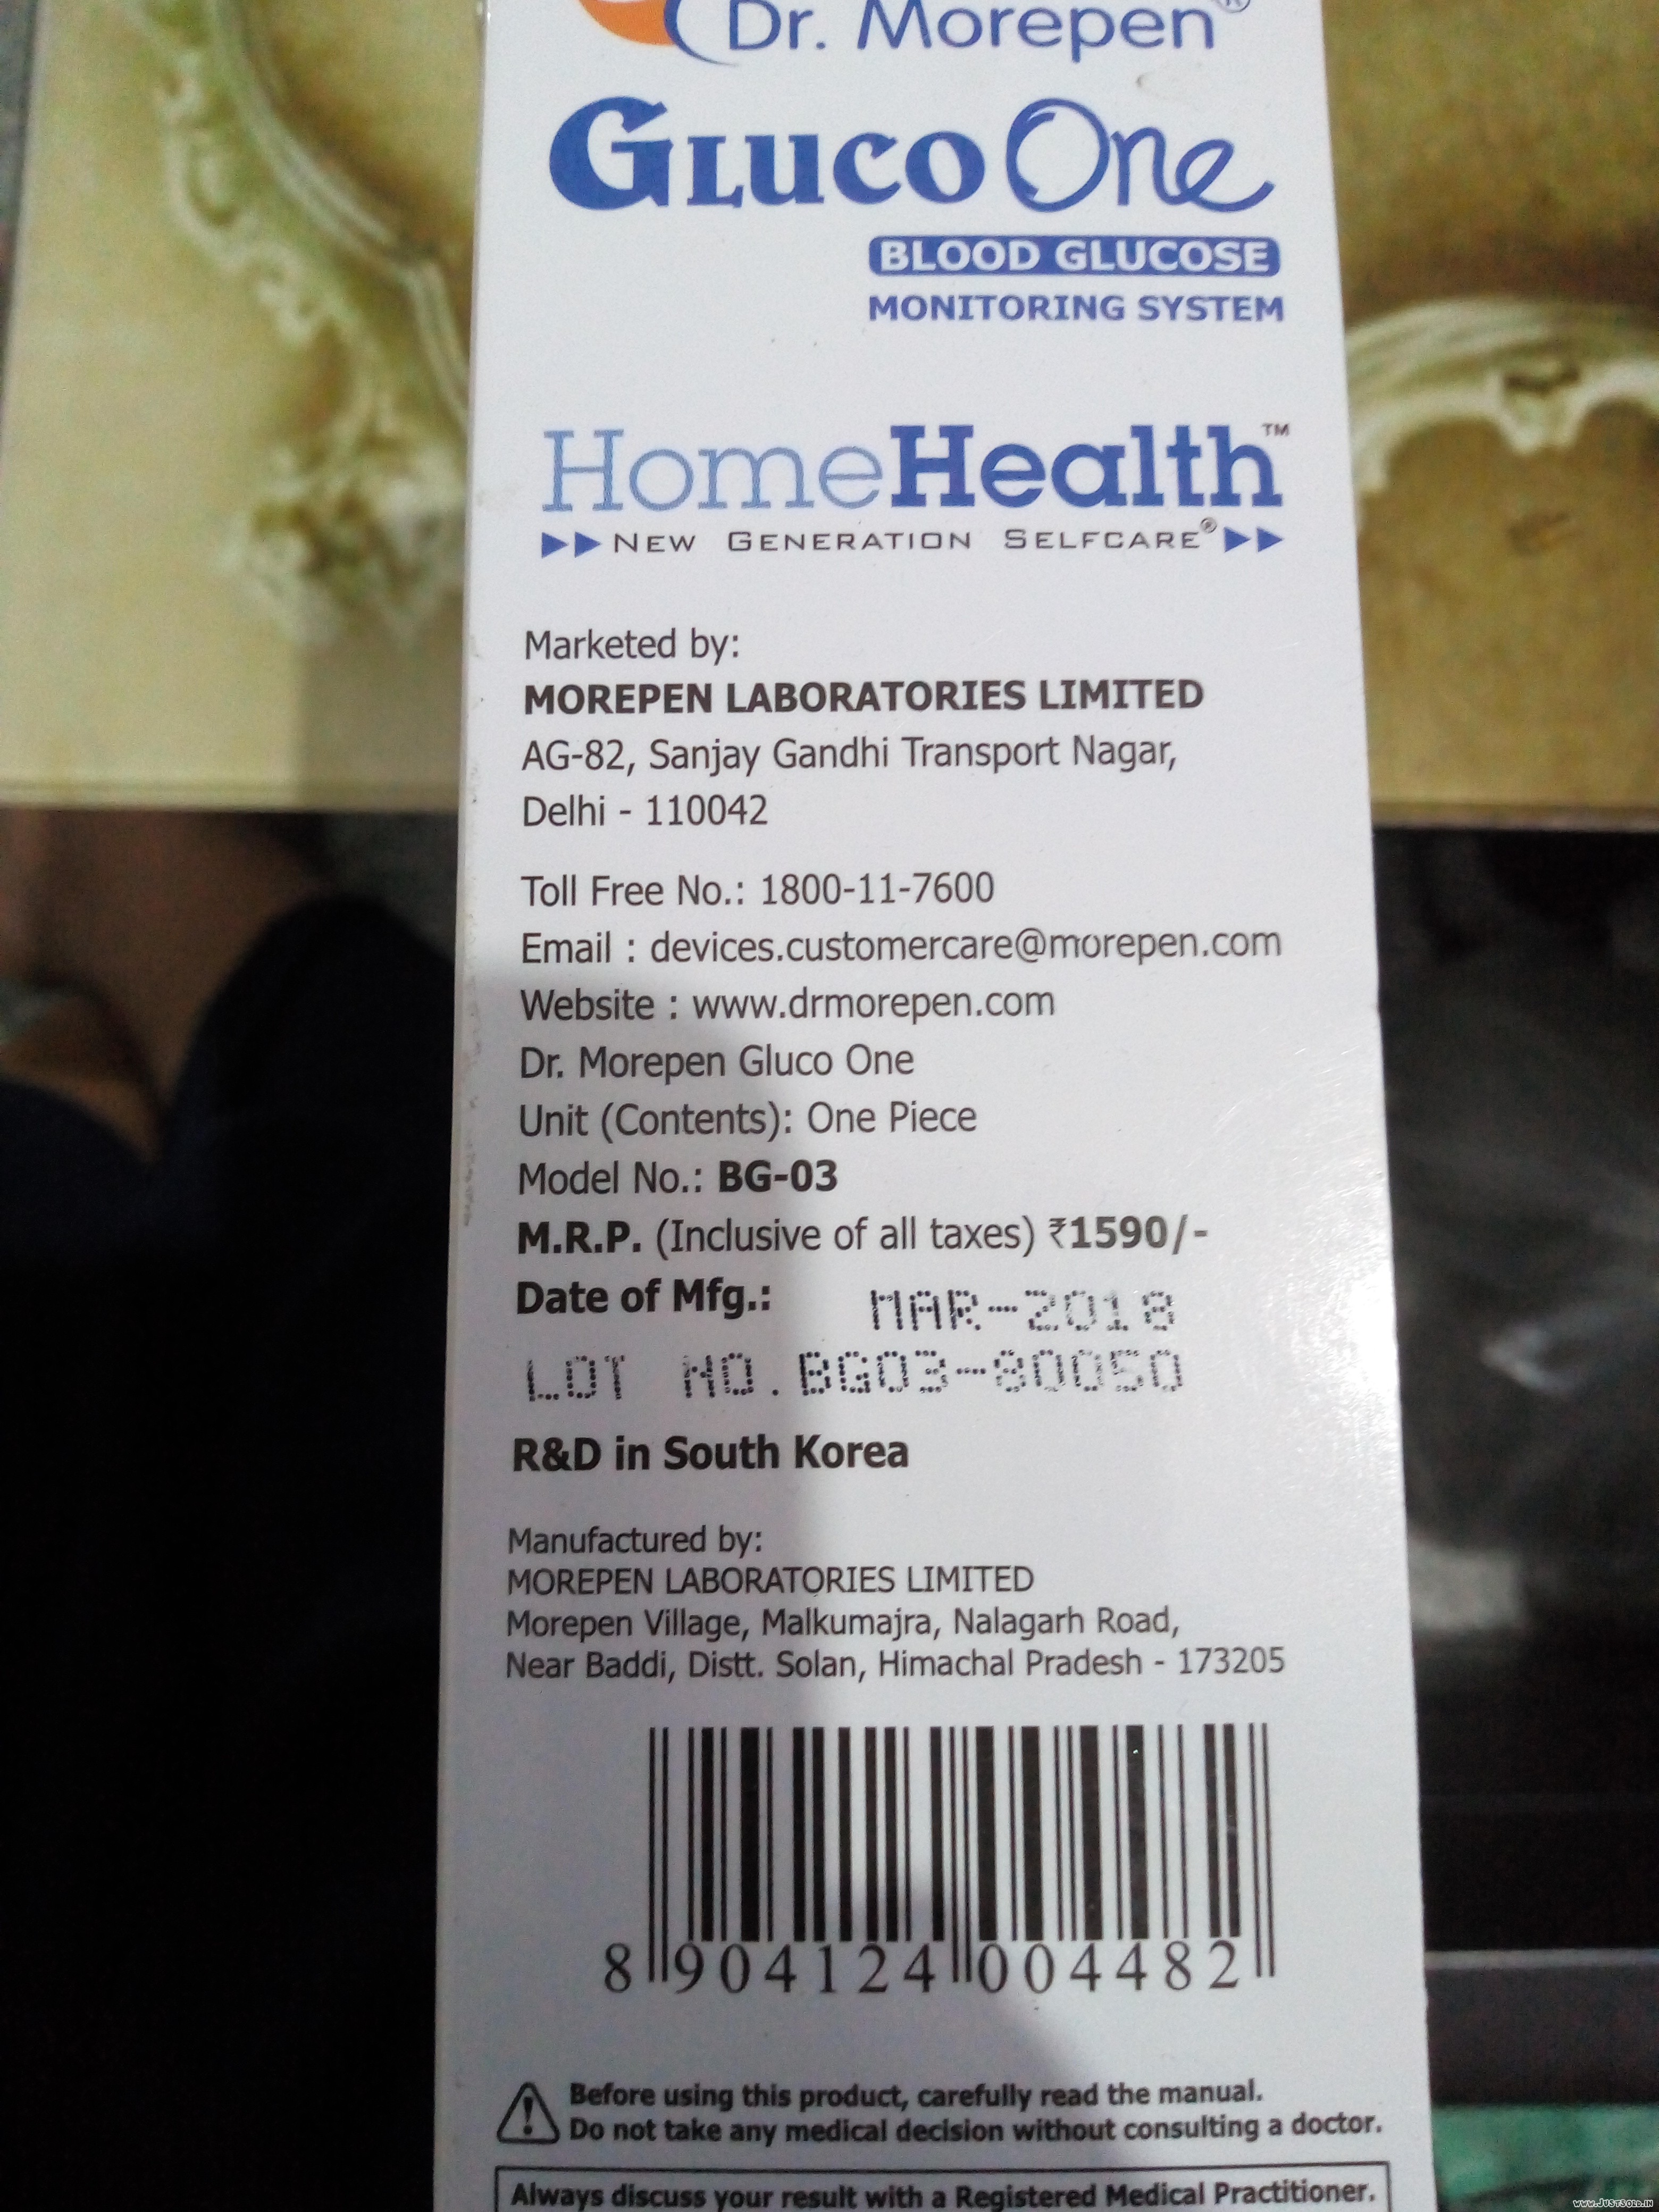 Dr. Morepen®
GLUCO One
BLOOD GLUCOSE
MONITORING SYSTEM
HomeHealth™
NEW GENERATION SELFCARE®
Marketed by:
MOREPEN LABORATORIES LIMITED
AG-82, Sanjay Gandhi Transport Nagar,
Delhi - 110042
Toll Free No.: 1800-11-7600
Email : devices.customercare@morepen.com
Website : www.drmorepen.com
Dr. Morepen Gluco One
Unit (Contents): One Piece
Model No.: BG-03
M.R.P. (Inclusive of all taxes) ₹1590/-
Date of Mfg.: MAR-2018
LOT NO.BG03-80050
R&D in South Korea
Manufactured by:
MOREPEN LABORATORIES LIMITED
Morepen Village, Malkumajra, Nalagarh Road,
Near Baddi, Distt. Solan, Himachal Pradesh - 173205
8 904124 004482
Before using this product, carefully read the manual.
Do not take any medical decision without consulting a doctor.
Always discuss your result with a Registered Medical Practitioner.
www.JustSold.in